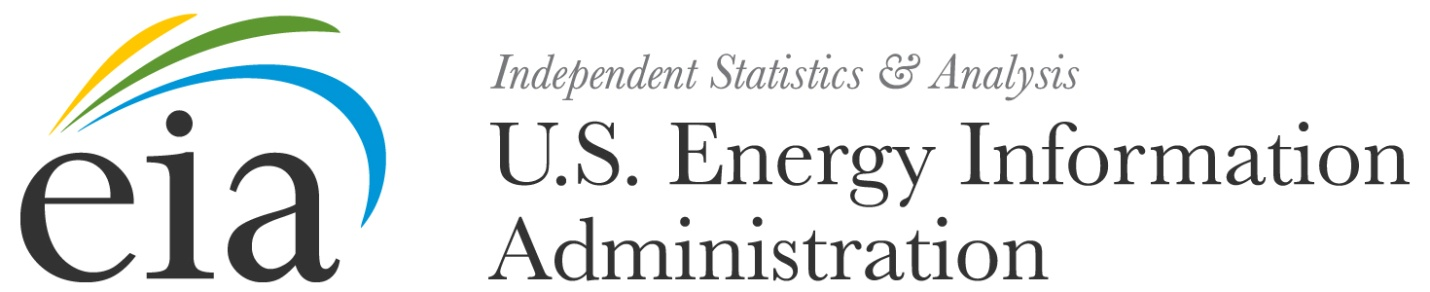 eia
Independent Statistics & Analysis
U.S. Energy Information
Administration